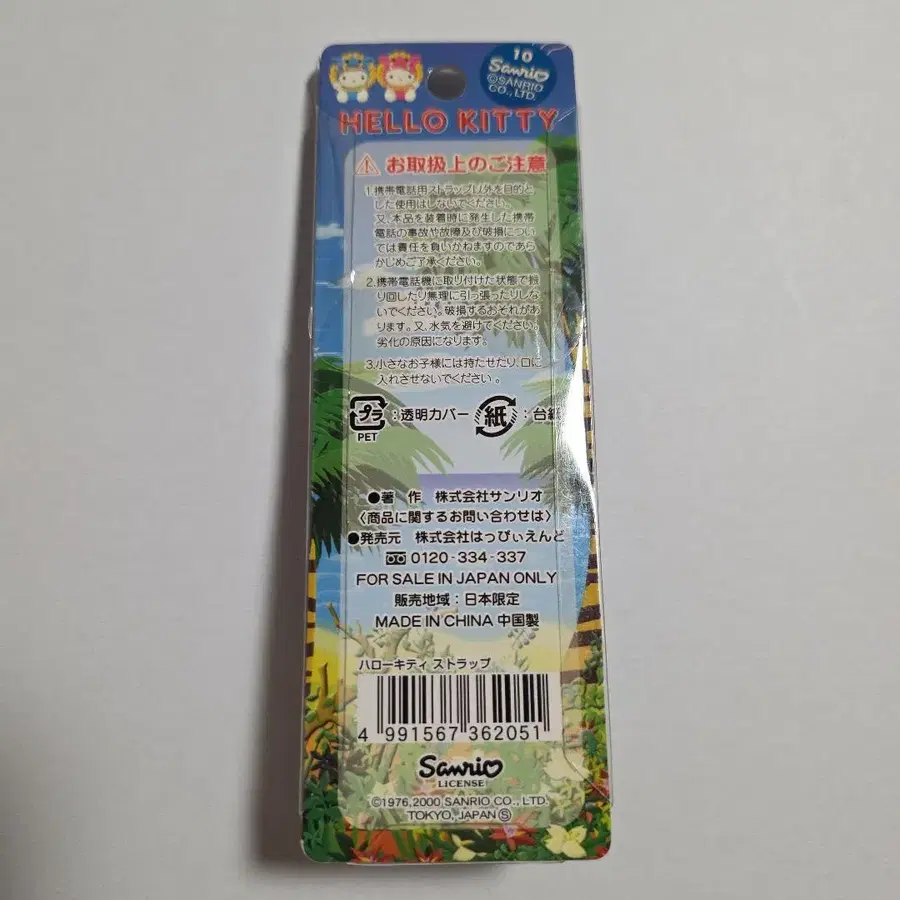 10
Sanrio
©SANRIO
CO., LTD.
HELLO KITTY
お取扱上のご注意
1.携帯電話用ストラップ以外を目的と
した使用はしないでください。
又、本品を装着時に発生した携帯
電話の事故や故障及び破損につい
ては責任を負いかねますのであら
かじめご了承ください。
2.携帯電話機に取り付けた状態で振
り回したり無理に引っ張ったりしな
いでください。破損するおそれがあ
ります。又、水気を避けてください。
劣化の原因になります。
3.小さなお子様には持たせたり、口に
入れさせないでください。
プラ :透明カバー 紙 :台紙
PET
●著 作 株式会社サンリオ
〈商品に関するお問い合わせは〉
●発売元 株式会社はっぴぃえんど
0120-334-337
FOR SALE IN JAPAN ONLY
販売地域:日本限定
MADE IN CHINA 中国製
ハローキティ ストラップ
4 991567 362051
Sanrio
LICENSE
©1976,2000 SANRIO CO., LTD.
TOKYO, JAPAN Ⓢ